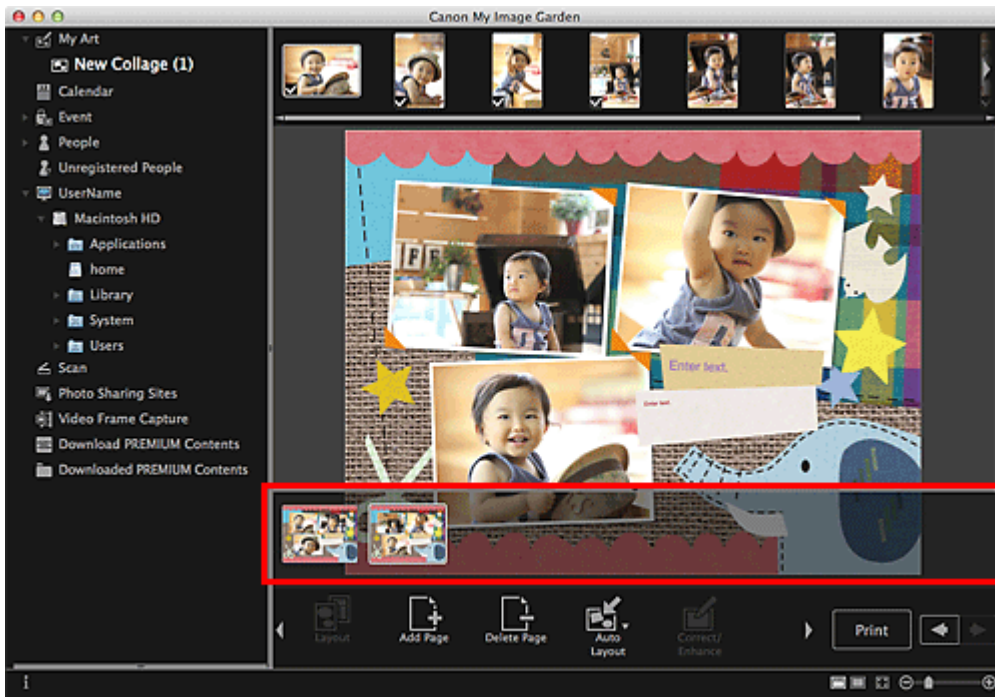 Canon My Image Garden
My Art
New Collage (1)
Calendar
Event
People
Unregistered People
UserName
Macintosh HD
Applications
home
Library
System
Users
Scan
Photo Sharing Sites
Video Frame Capture
Download PREMIUM Contents
Downloaded PREMIUM Contents
Enter text.
Enter text.
Layout
Add Page
Delete Page
Auto
Layout
Correct/
Enhance
Print